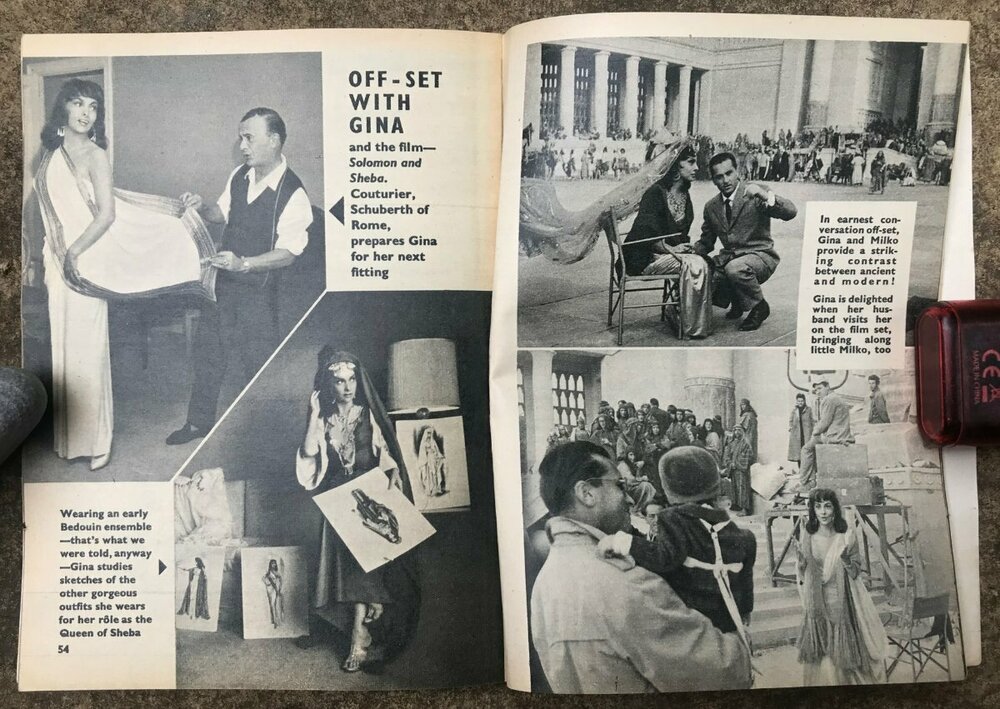 OFF-SET
WITH
GINA
and the film—
Solomon and
Sheba.
Couturier,
Schuberth of
Rome,
prepares Gina
for her next
fitting
Wearing an early
Bedouin ensemble
—that's what we
were told, anyway
—Gina studies
sketches of the
other gorgeous
outfits she wears
for her rôle as the
Queen of Sheba
54
In earnest con-
versation off-set,
Gina and Milko
provide a strik-
ing contrast
between ancient
and modern!
Gina is delighted
when her hus-
band visits her
on the film set,
bringing along
little Milko, too
CE
MADE IN CHINA